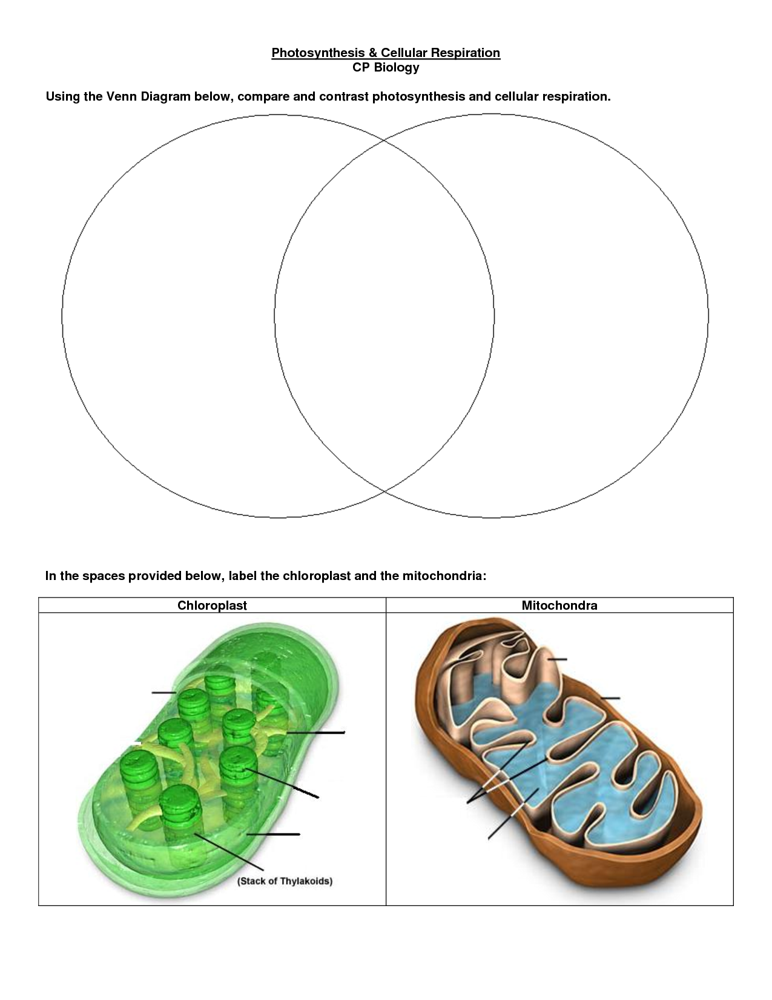 Photosynthesis & Cellular Respiration
CP Biology
Using the Venn Diagram below, compare and contrast photosynthesis and cellular respiration.
In the spaces provided below, label the chloroplast and the mitochondria:
Chloroplast
Mitochondra
(Stack of Thylakoids)